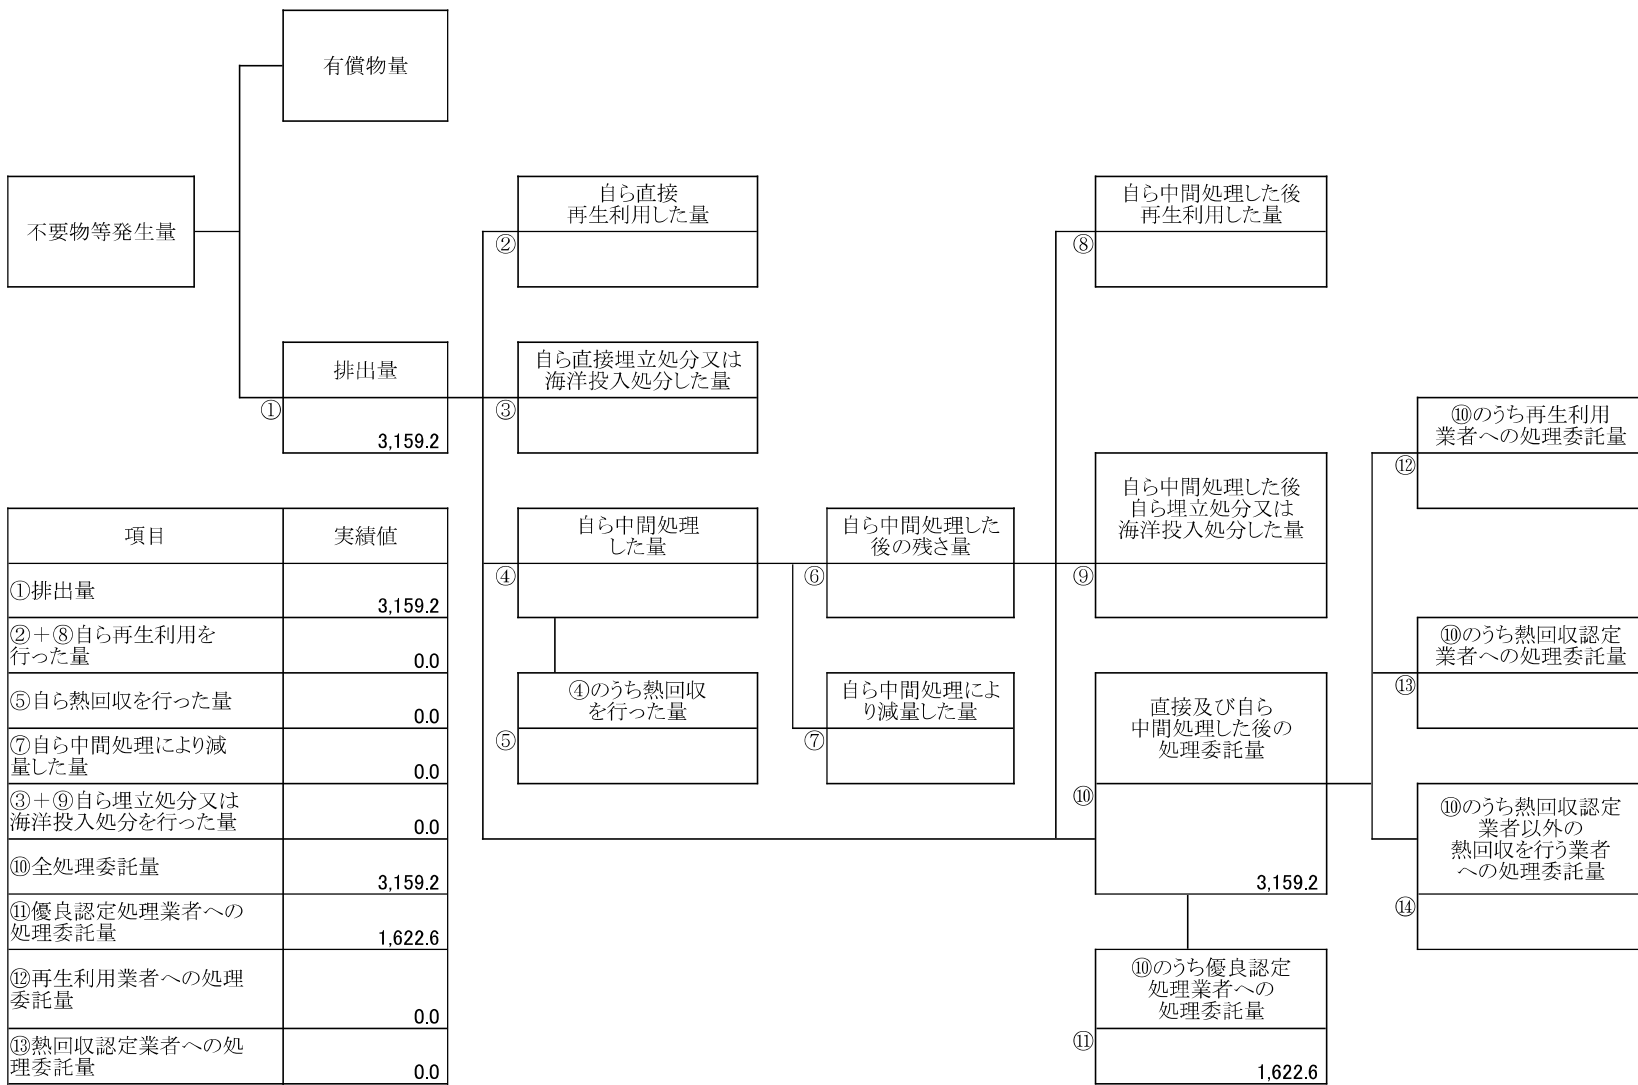 有償物量
不要物等発生量
自ら直接
再生利用した量
②
自ら中間処理した後
再生利用した量
⑧
排出量
①
3,159.2
自ら直接埋立処分又は
海洋投入処分した量
③
⑩のうち再生利用
業者への処理委託量
⑫
自ら中間処理
した量
④
自ら中間処理した
後の残さ量
⑥
自ら中間処理した後
自ら埋立処分又は
海洋投入処分した量
⑨
⑩のうち熱回収認定
業者への処理委託量
⑬
④のうち熱回収
を行った量
⑤
自ら中間処理によ
り減量した量
⑦
直接及び自ら
中間処理した後の
処理委託量
⑩
3,159.2
⑩のうち熱回収認定
業者以外の
熱回収を行う業者
への処理委託量
⑭
⑩のうち優良認定
処理業者への
処理委託量
⑪
1,622.6
項目 実績値
①排出量
3,159.2
②＋⑧自ら再生利用を
行った量
0.0
⑤自ら熱回収を行った量
0.0
⑦自ら中間処理により減
量した量
0.0
③＋⑨自ら埋立処分又は
海洋投入処分を行った量
0.0
⑩全処理委託量
3,159.2
⑪優良認定処理業者への
処理委託量
1,622.6
⑫再生利用業者への処理
委託量
0.0
⑬熱回収認定業者への処
理委託量
0.0